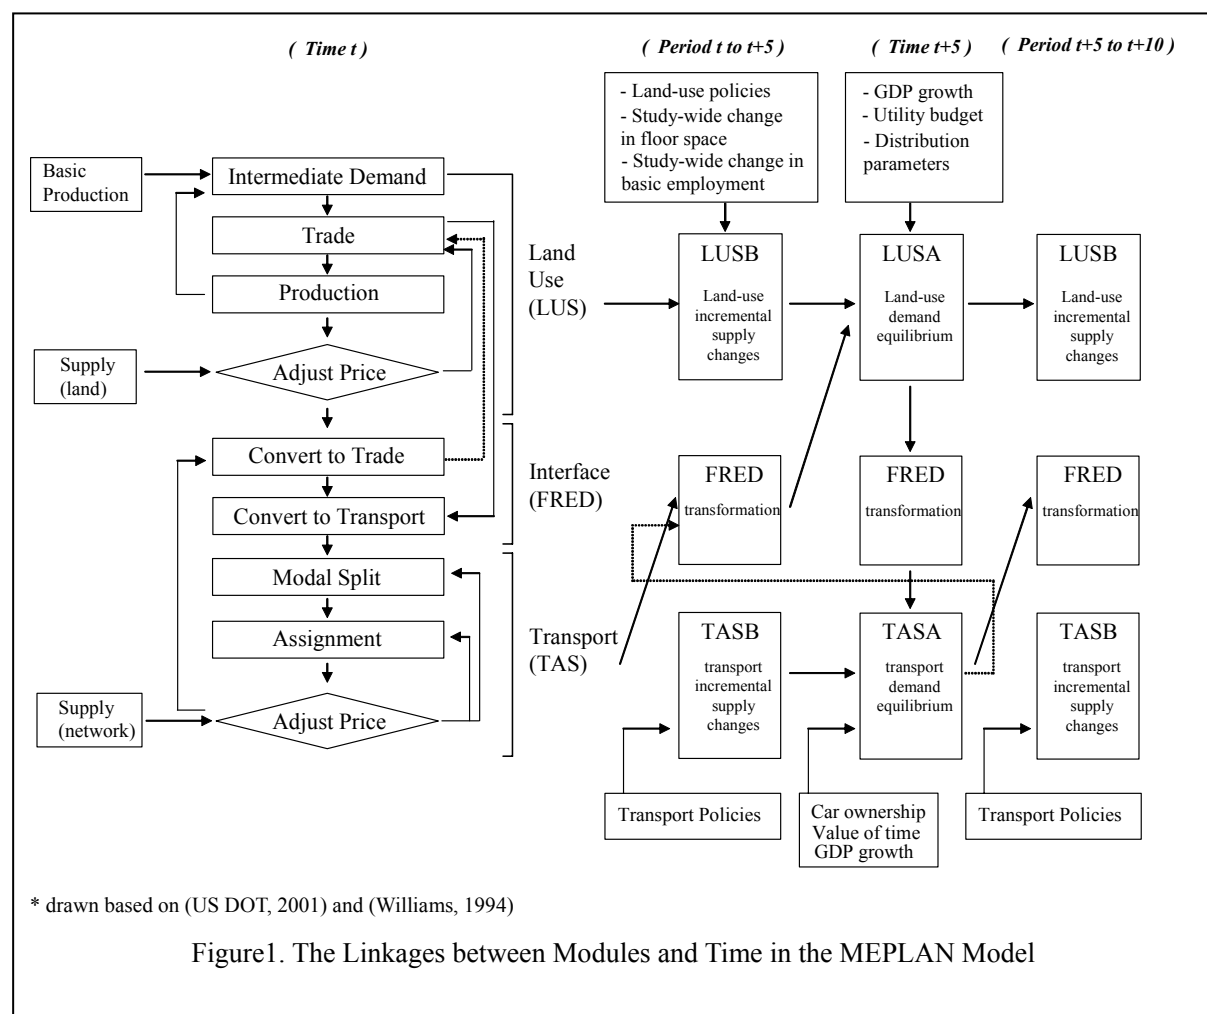 ( Time t )
( Period t to t+5 )
( Time t+5 )
( Period t+5 to t+10 )
- Land-use policies
- Study-wide change
in floor space
- Study-wide change in
basic employment
- GDP growth
- Utility budget
- Distribution
parameters
Basic
Production
Intermediate Demand
Trade
Production
Supply
(land)
Adjust Price
Convert to Trade
Convert to Transport
Modal Split
Assignment
Supply
(network)
Adjust Price
Land
Use
(LUS)
Interface
(FRED)
Transport
(TAS)
LUSB
Land-use
incremental
supply
changes
LUSA
Land-use
demand
equilibrium
LUSB
Land-use
incremental
supply
changes
FRED
transformation
FRED
transformation
FRED
transformation
TASB
transport
incremental
supply
changes
TASA
transport
demand
equilibrium
TASB
transport
incremental
supply
changes
Transport Policies
Car ownership
Value of time
GDP growth
Transport Policies
* drawn based on (US DOT, 2001) and (Williams, 1994)
Figure1. The Linkages between Modules and Time in the MEPLAN Model